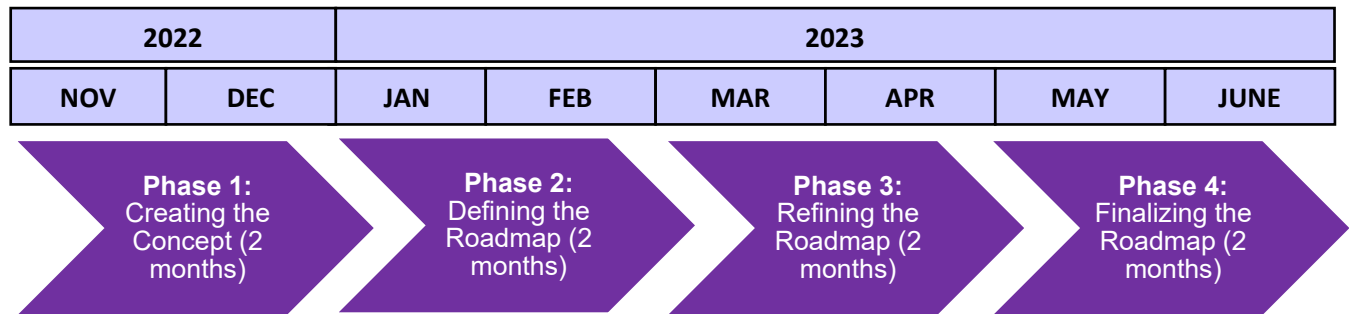 2022 2023
NOV DEC JAN FEB MAR APR MAY JUNE
Phase 1:
Creating the
Concept (2
months)
Phase 2:
Defining the
Roadmap (2
months)
Phase 3:
Refining the
Roadmap (2
months)
Phase 4:
Finalizing the
Roadmap (2
months)